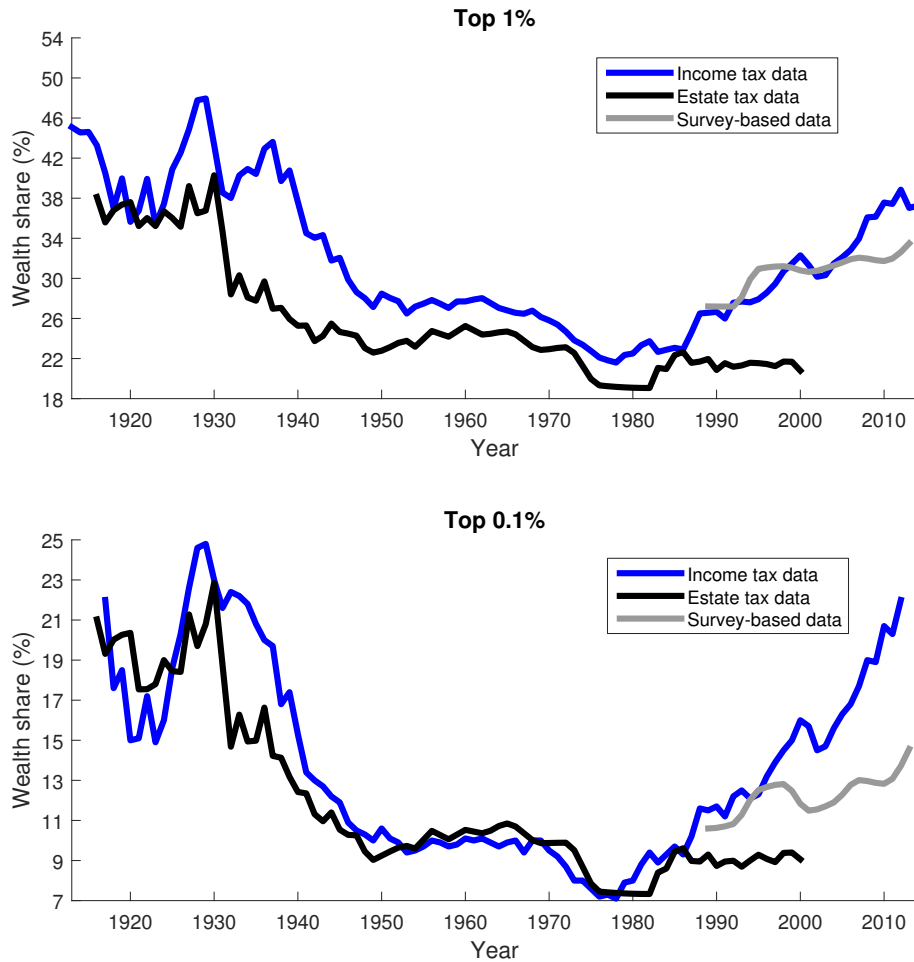 Top 1%
54
50
46
42
38
34
30
26
22
18
Wealth share (%)
Income tax data
Estate tax data
Survey-based data
1920 1930 1940 1950 1960 1970 1980 1990 2000 2010
Year
Top 0.1%
25
23
21
19
17
15
13
11
9
7
Wealth share (%)
Income tax data
Estate tax data
Survey-based data
1920 1930 1940 1950 1960 1970 1980 1990 2000 2010
Year